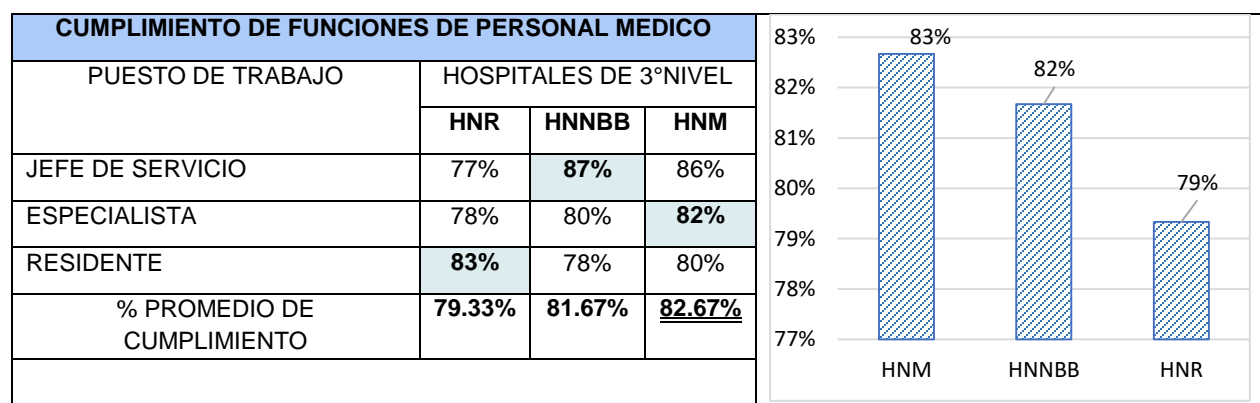 CUMPLIMIENTO DE FUNCIONES DE PERSONAL MEDICO
PUESTO DE TRABAJO HOSPITALES DE 3°NIVEL
HNR HNNBB HNM
JEFE DE SERVICIO 77% 87% 86%
ESPECIALISTA 78% 80% 82%
RESIDENTE 83% 78% 80%
% PROMEDIO DE CUMPLIMIENTO 79.33% 81.67% 82.67%
83%
82%
81%
80%
79%
78%
77%
83%
82%
79%
HNM HNNBB HNR